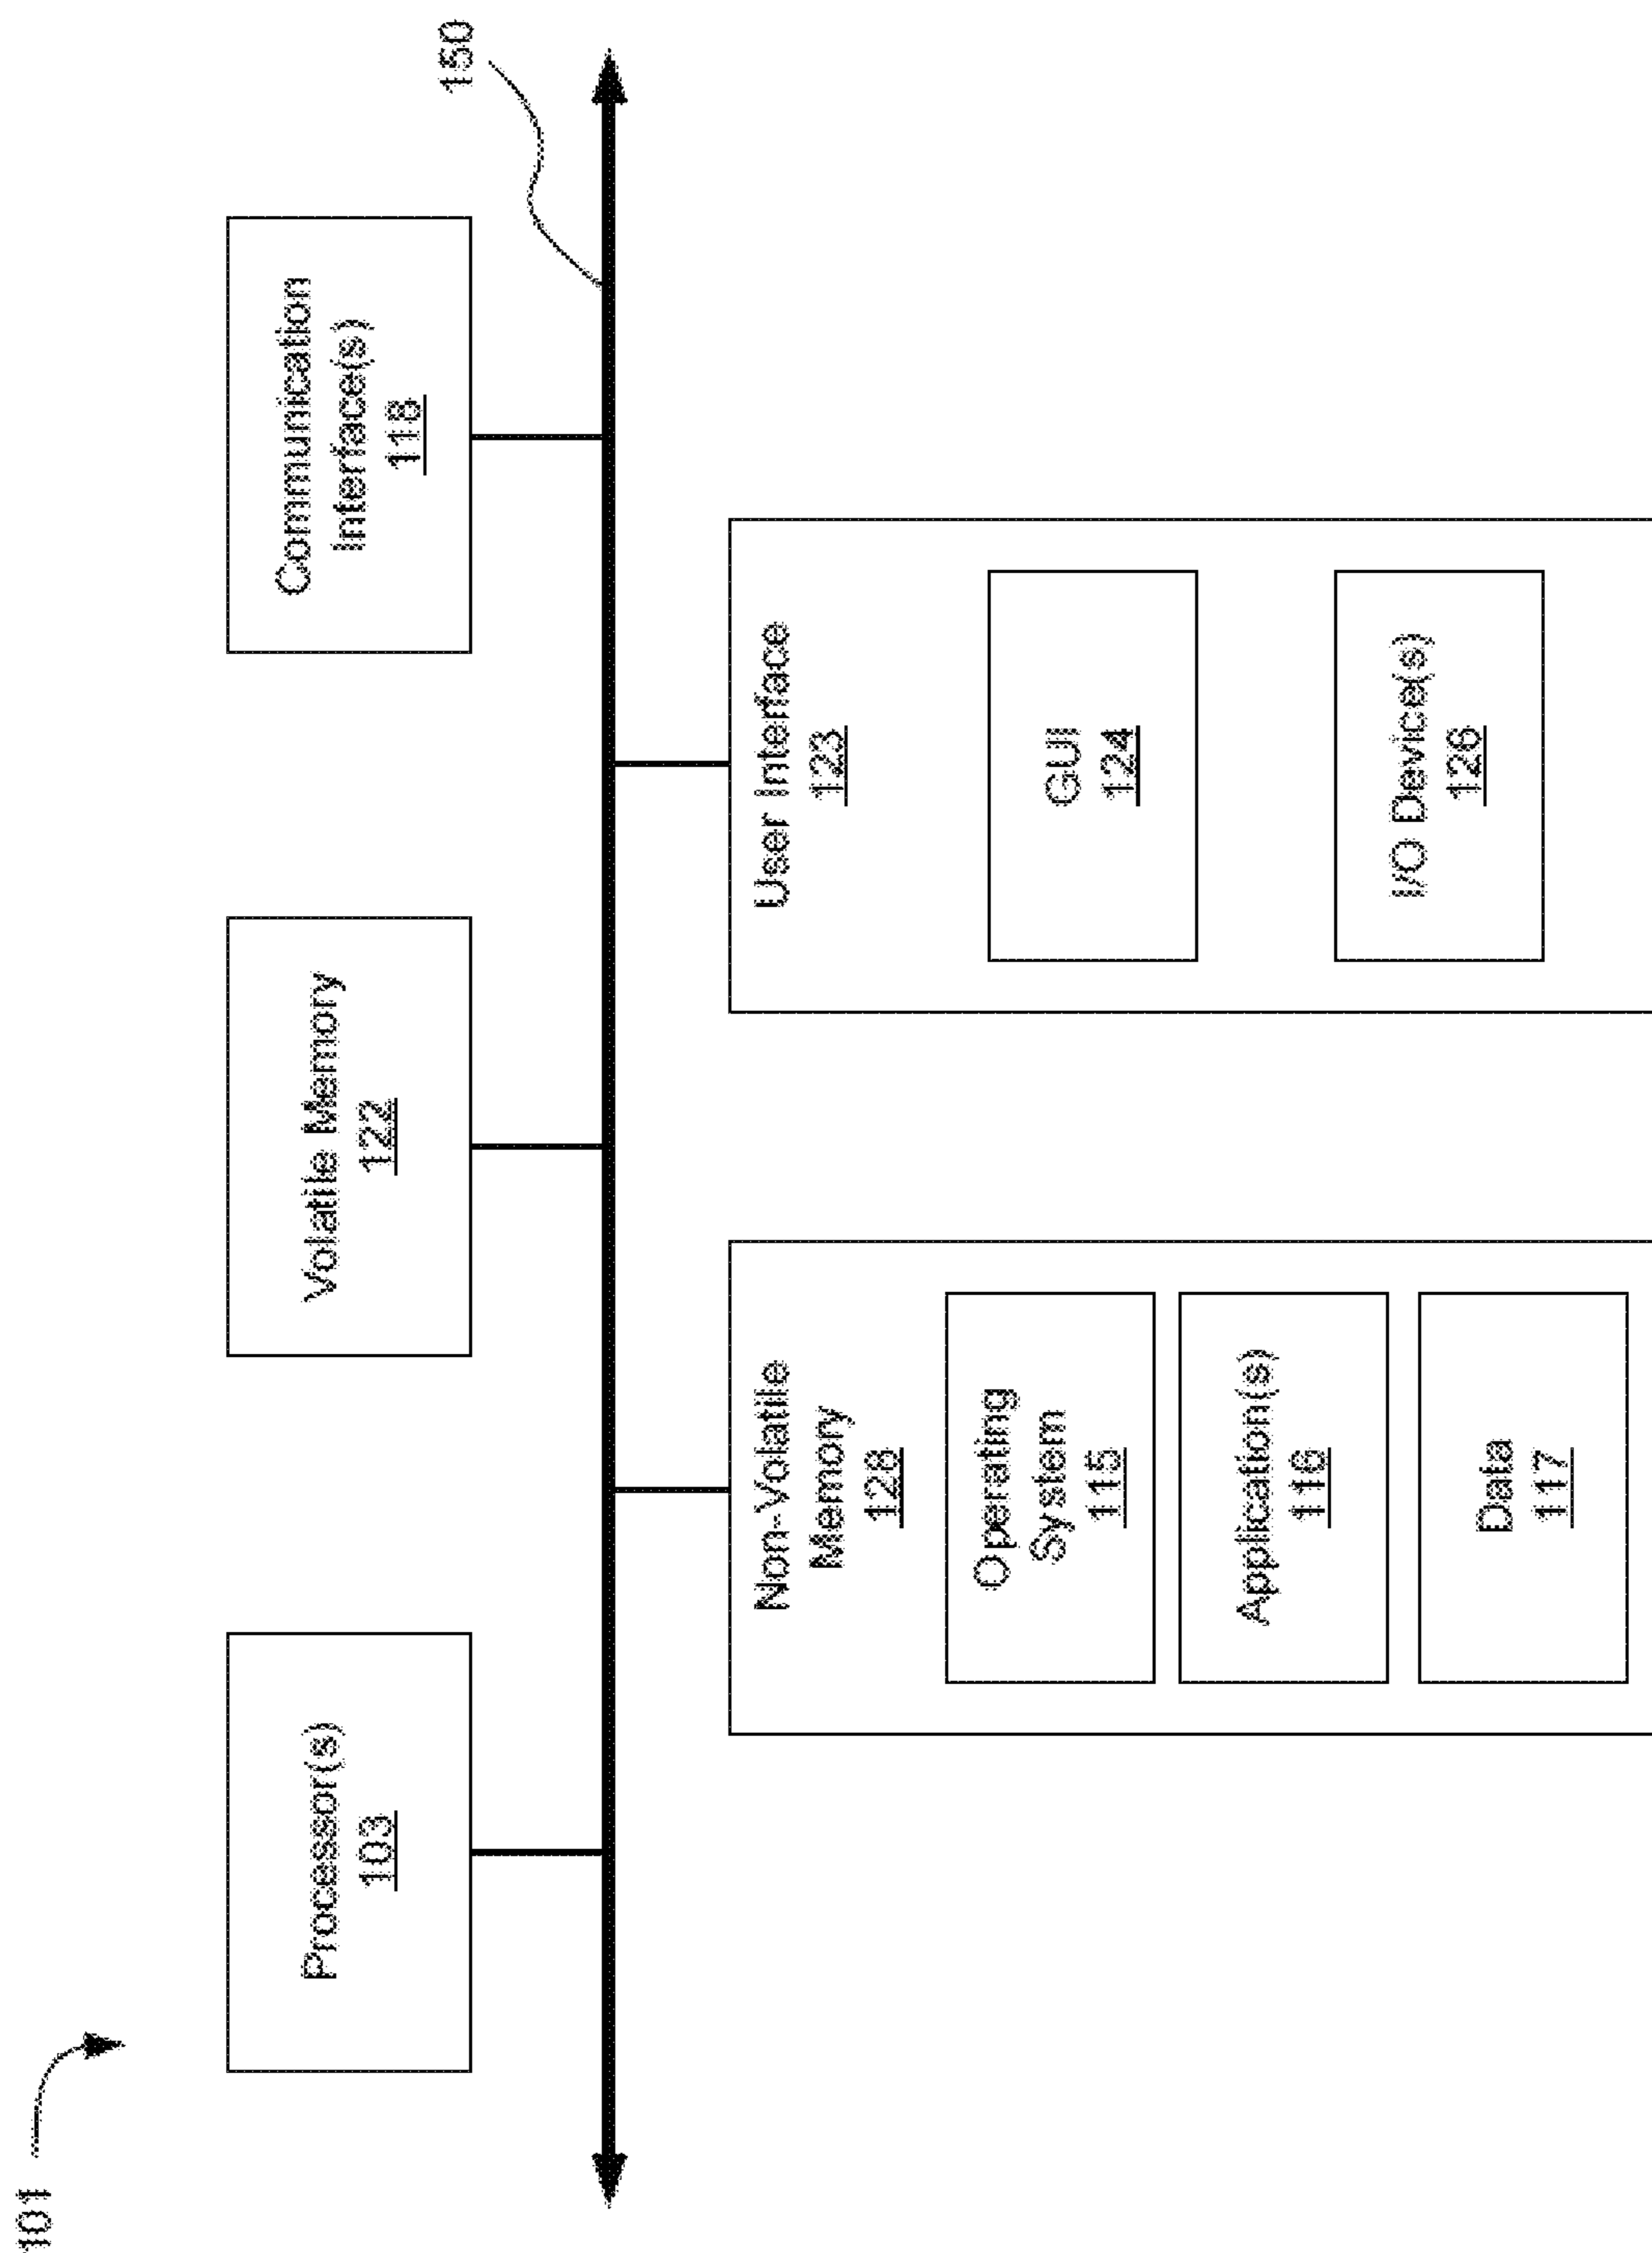 101
Processor(s)
103
Volatile Memory
122
Communication
Interface(s)
118
150
Non-Volatile
Memory
128
Operating
System
115
Application(s)
116
Data
117
User Interface
123
GUI
124
I/O Device(s)
126